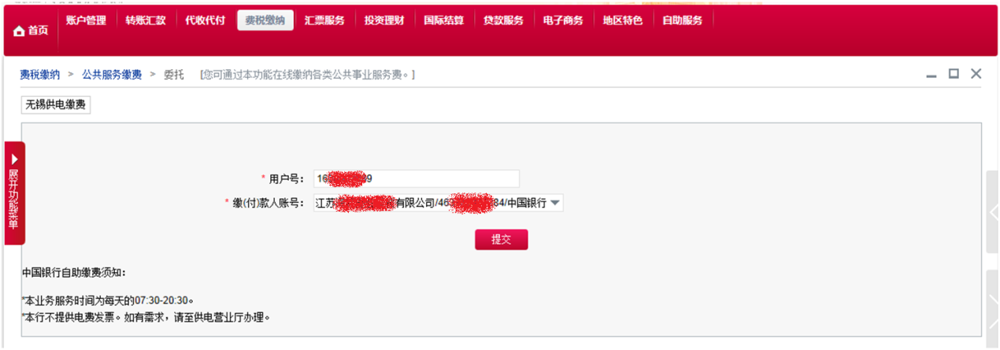 首页 账户管理 转账汇款 代收代付 费税缴纳 汇票服务 投资理财 国际结算 贷款服务 电子商务 地区特色 自助服务
费税缴纳 > 公共服务缴费 > 委托 [您可通过本功能在线缴纳各类公共事业服务费。]
无锡供电缴费
展开功能菜单
* 用户号: 16 39
* 缴(付)款人账号: 江苏 有限公司/46 34/中国银行
提交
中国银行自助缴费须知:
*本业务服务时间为每天的07:30-20:30。
*本行不提供电费发票。如有需求，请至供电营业厅办理。